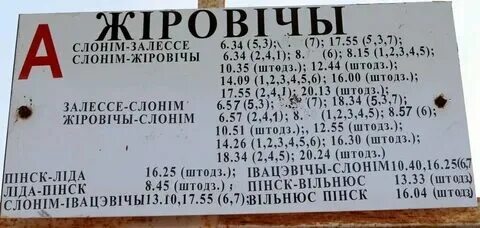 ЖІРОВІЧЫ
А
СЛОНІМ-ЗАЛЕССЕ 6.34 (5,3); (7); 17.55 (5,3,7);
СЛОНІМ-ЖІРОВІЧЫ 6.34 (2,4,1); 8. (6); 8.15 (1,2,3,4,5);
10.35 (штодз.); 12.44 (штодз.);
14.09 (1,2,3,4,5); 16.00 (штодз.);
17.55 (2,4,1); 20.13 (штодз.);
ЗАЛЕССЕ-СЛОНІМ 6.57 (5,3) (7); 18.34 (5,3,7);
ЖІРОВІЧЫ-СЛОНІМ 6.57 (2,4,1); 8. (1,2,3,4,5); 8.57 (6);
10.51 (штодз.,; 12.55 (штодз.);
14.26 (1,2,3,4,5); 16.30 (штодз.);
18.34 (2,4,5); 20.24 (штодз.)
ПІНСК-ЛІДА 16.25 (штодз.) ІВАЦЭВІЧЫ-СЛОНІМ 10.40, 16.25(6,7
ЛІДА-ПІНСК 8.45 (штодз) ПІНСК-ВІЛЬНЮС 13.33 (штодз.)
СЛОНІМ-ІВАЦЭВІЧЫ 13.10, 17.55 (6,7); ВІЛЬНЮС ПІНСК 16.04 (штодз.)